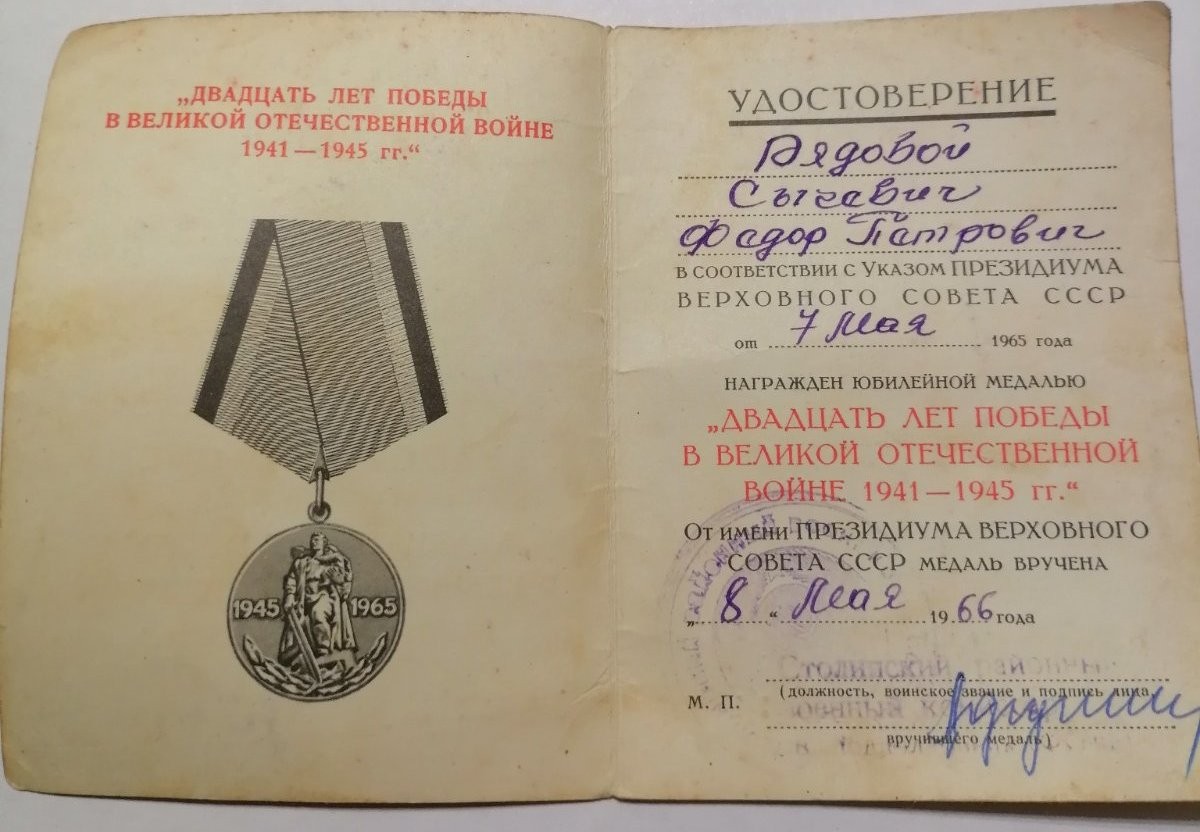 „ДВАДЦАТЬ ЛЕТ ПОБЕДЫ
В ВЕЛИКОЙ ОТЕЧЕСТВЕННОЙ ВОЙНЕ
1941 — 1945 гг.“
1945 1965
УДОСТОВЕРЕНИЕ
Рядовой
Сыхавич
Федор Петрович
В СООТВЕТСТВИИ С УКАЗОМ ПРЕЗИДИУМА
ВЕРХОВНОГО СОВЕТА СССР
от 7 Мая 1965 года
НАГРАЖДЕН ЮБИЛЕЙНОЙ МЕДАЛЬЮ
„ДВАДЦАТЬ ЛЕТ ПОБЕДЫ
В ВЕЛИКОЙ ОТЕЧЕСТВЕННОЙ
ВОЙНЕ 1941 — 1945 гг.“
От имени ПРЕЗИДИУМА ВЕРХОВНОГО
СОВЕТА СССР МЕДАЛЬ ВРУЧЕНА
„ 8 “ Мая 1966 года
Столинский районный
М. П. (должность, воинское звание и подпись лица,
вручившего медаль)